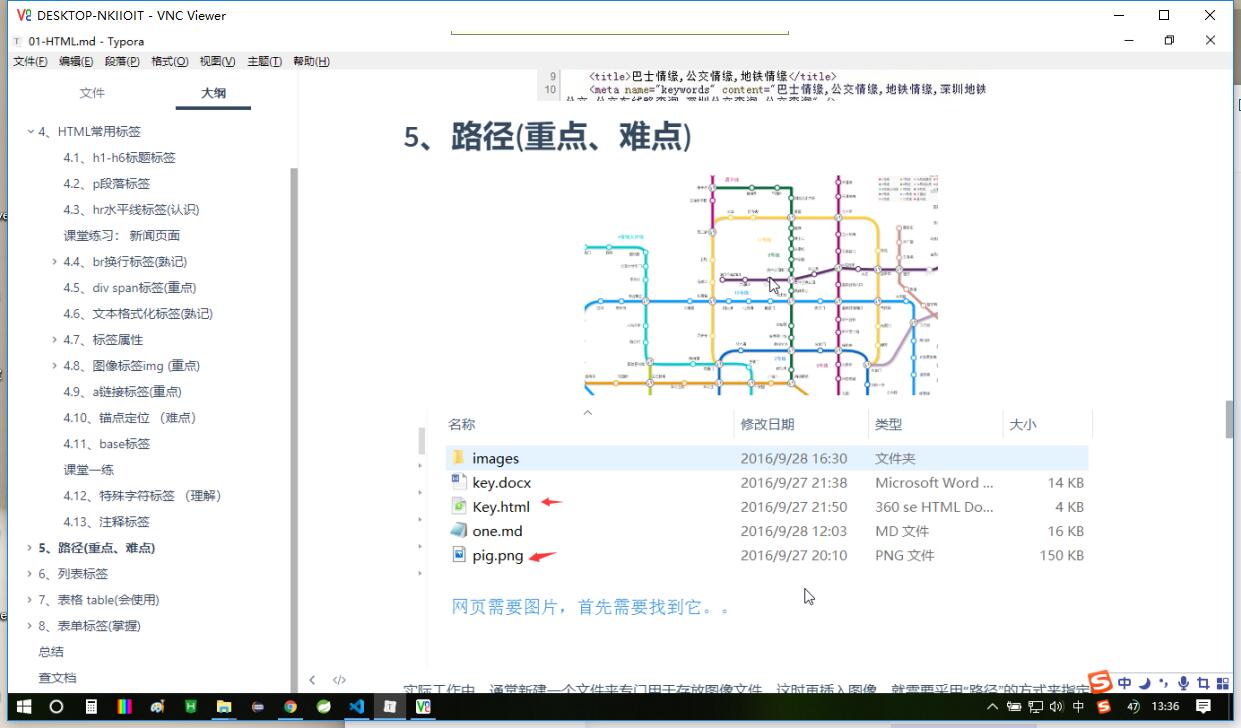 DESKTOP-NKIIOIT - VNC Viewer
01-HTML.md - Typora
文件(F) 编辑(E) 段落(P) 格式(O) 视图(V) 主题(T) 帮助(H)
文件 大纲
4、HTML常用标签
4.1、h1-h6标题标签
4.2、p段落标签
4.3、hr水平线标签(认识)
课堂练习： 新闻页面
4.4、br换行标签(熟记)
4.5、div span标签(重点)
4.6、文本格式化标签(熟记)
4.7、标签属性
4.8、图像标签img (重点)
4.9、a链接标签(重点)
4.10、锚点定位 （难点）
4.11、base标签
课堂一练
4.12、特殊字符标签 （理解）
4.13、注释标签
5、路径(重点、难点)
6、列表标签
7、表格 table(会使用)
8、表单标签(掌握)
总结
查文档
9 <title>巴士情缘,公交情缘,地铁情缘</title>
10 <meta name="keywords" content="巴士情缘,公交情缘,地铁情缘,深圳地铁
5、路径(重点、难点)
名称 修改日期 类型 大小
images 2016/9/28 16:30 文件夹
key.docx 2016/9/27 21:38 Microsoft Word ... 14 KB
Key.html 2016/9/27 21:50 360 se HTML Do... 4 KB
one.md 2016/9/28 12:03 MD 文件 16 KB
pig.png 2016/9/27 20:10 PNG 文件 150 KB
网页需要图片，首先需要找到它。。
实际工作中，通常新建一个文件夹专门用于存放图像文件，这时再插入图像，就需要采用“路径”的方式来指定
中
中 47 13:36